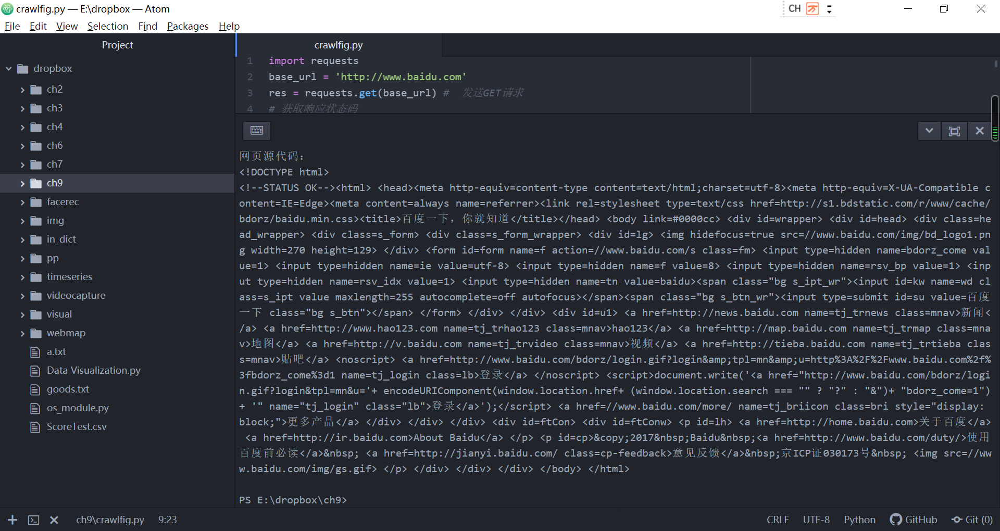 crawlfig.py — E:\dropbox — Atom
CH
File Edit View Selection Find Packages Help
Project
dropbox
ch2
ch3
ch4
ch6
ch7
ch9
facerec
img
in_dict
pp
timeseries
videocapture
visual
webmap
a.txt
Data Visualization.py
goods.txt
os_module.py
ScoreTest.csv
crawlfig.py
1 import requests
2 base_url = 'http://www.baidu.com'
3 res = requests.get(base_url) # 发送GET请求
4 # 获取响应状态码
网页源代码：
<!DOCTYPE html>
<!--STATUS OK--><html> <head><meta http-equiv=content-type content=text/html;charset=utf-8><meta http-equiv=X-UA-Compatible c
ontent=IE=Edge><meta content=always name=referrer><link rel=stylesheet type=text/css href=http://s1.bdstatic.com/r/www/cache/
bdorz/baidu.min.css><title>百度一下，你就知道</title></head> <body link=#0000cc> <div id=wrapper> <div id=head> <div class=he
ad_wrapper> <div class=s_form> <div class=s_form_wrapper> <div id=lg> <img hidefocus=true src=//www.baidu.com/img/bd_logo1.pn
g width=270 height=129> </div> <form id=form name=f action=//www.baidu.com/s class=fm> <input type=hidden name=bdorz_come val
ue=1> <input type=hidden name=ie value=utf-8> <input type=hidden name=f value=8> <input type=hidden name=rsv_bp value=1> <inp
ut type=hidden name=rsv_idx value=1> <input type=hidden name=tn value=baidu><span class="bg s_ipt_wr"><input id=kw name=wd cl
ass=s_ipt value maxlength=255 autocomplete=off autofocus></span><span class="bg s_btn_wr"><input type=submit id=su value=百度
一下 class="bg s_btn"></span> </form> </div> </div> <div id=u1> <a href=http://news.baidu.com name=tj_trnews class=mnav>新闻<
/a> <a href=http://www.hao123.com name=tj_trhao123 class=mnav>hao123</a> <a href=http://map.baidu.com name=tj_trmap class=mna
v>地图</a> <a href=http://v.baidu.com name=tj_trvideo class=mnav>视频</a> <a href=http://tieba.baidu.com name=tj_trtieba clas
s=mnav>贴吧</a> <noscript> <a href=http://www.baidu.com/bdorz/login.gif?login&amp;tpl=mn&amp;u=http%3A%2F%2Fwww.baidu.com%2f%
3fbdorz_come%3d1 name=tj_login class=lb>登录</a> </noscript> <script>document.write('<a href="http://www.baidu.com/bdorz/logi
n.gif?login&tpl=mn&u='+ encodeURIComponent(window.location.href+ (window.location.search === "" ? "?" : "&")+ "bdorz_come=1")
+ '" name="tj_login" class="lb">登录</a>');</script> <a href=//www.baidu.com/more/ name=tj_briicon class=bri style="display:
block;">更多产品</a> </div> </div> </div> <div id=ftCon> <div id=ftConw> <p id=lh> <a href=http://home.baidu.com>关于百度</a>
<a href=http://ir.baidu.com>About Baidu</a> </p> <p id=cp>&copy;2017&nbsp;Baidu&nbsp;<a href=http://www.baidu.com/duty/>使用
百度前必读</a>&nbsp; <a href=http://jianyi.baidu.com/ class=cp-feedback>意见反馈</a>&nbsp;京ICP证030173号&nbsp; <img src=//ww
w.baidu.com/img/gs.gif> </p> </div> </div> </div> </body> </html>
PS E:\dropbox\ch9>
ch9\crawlfig.py 9:23 CRLF UTF-8 Python GitHub Git (0)